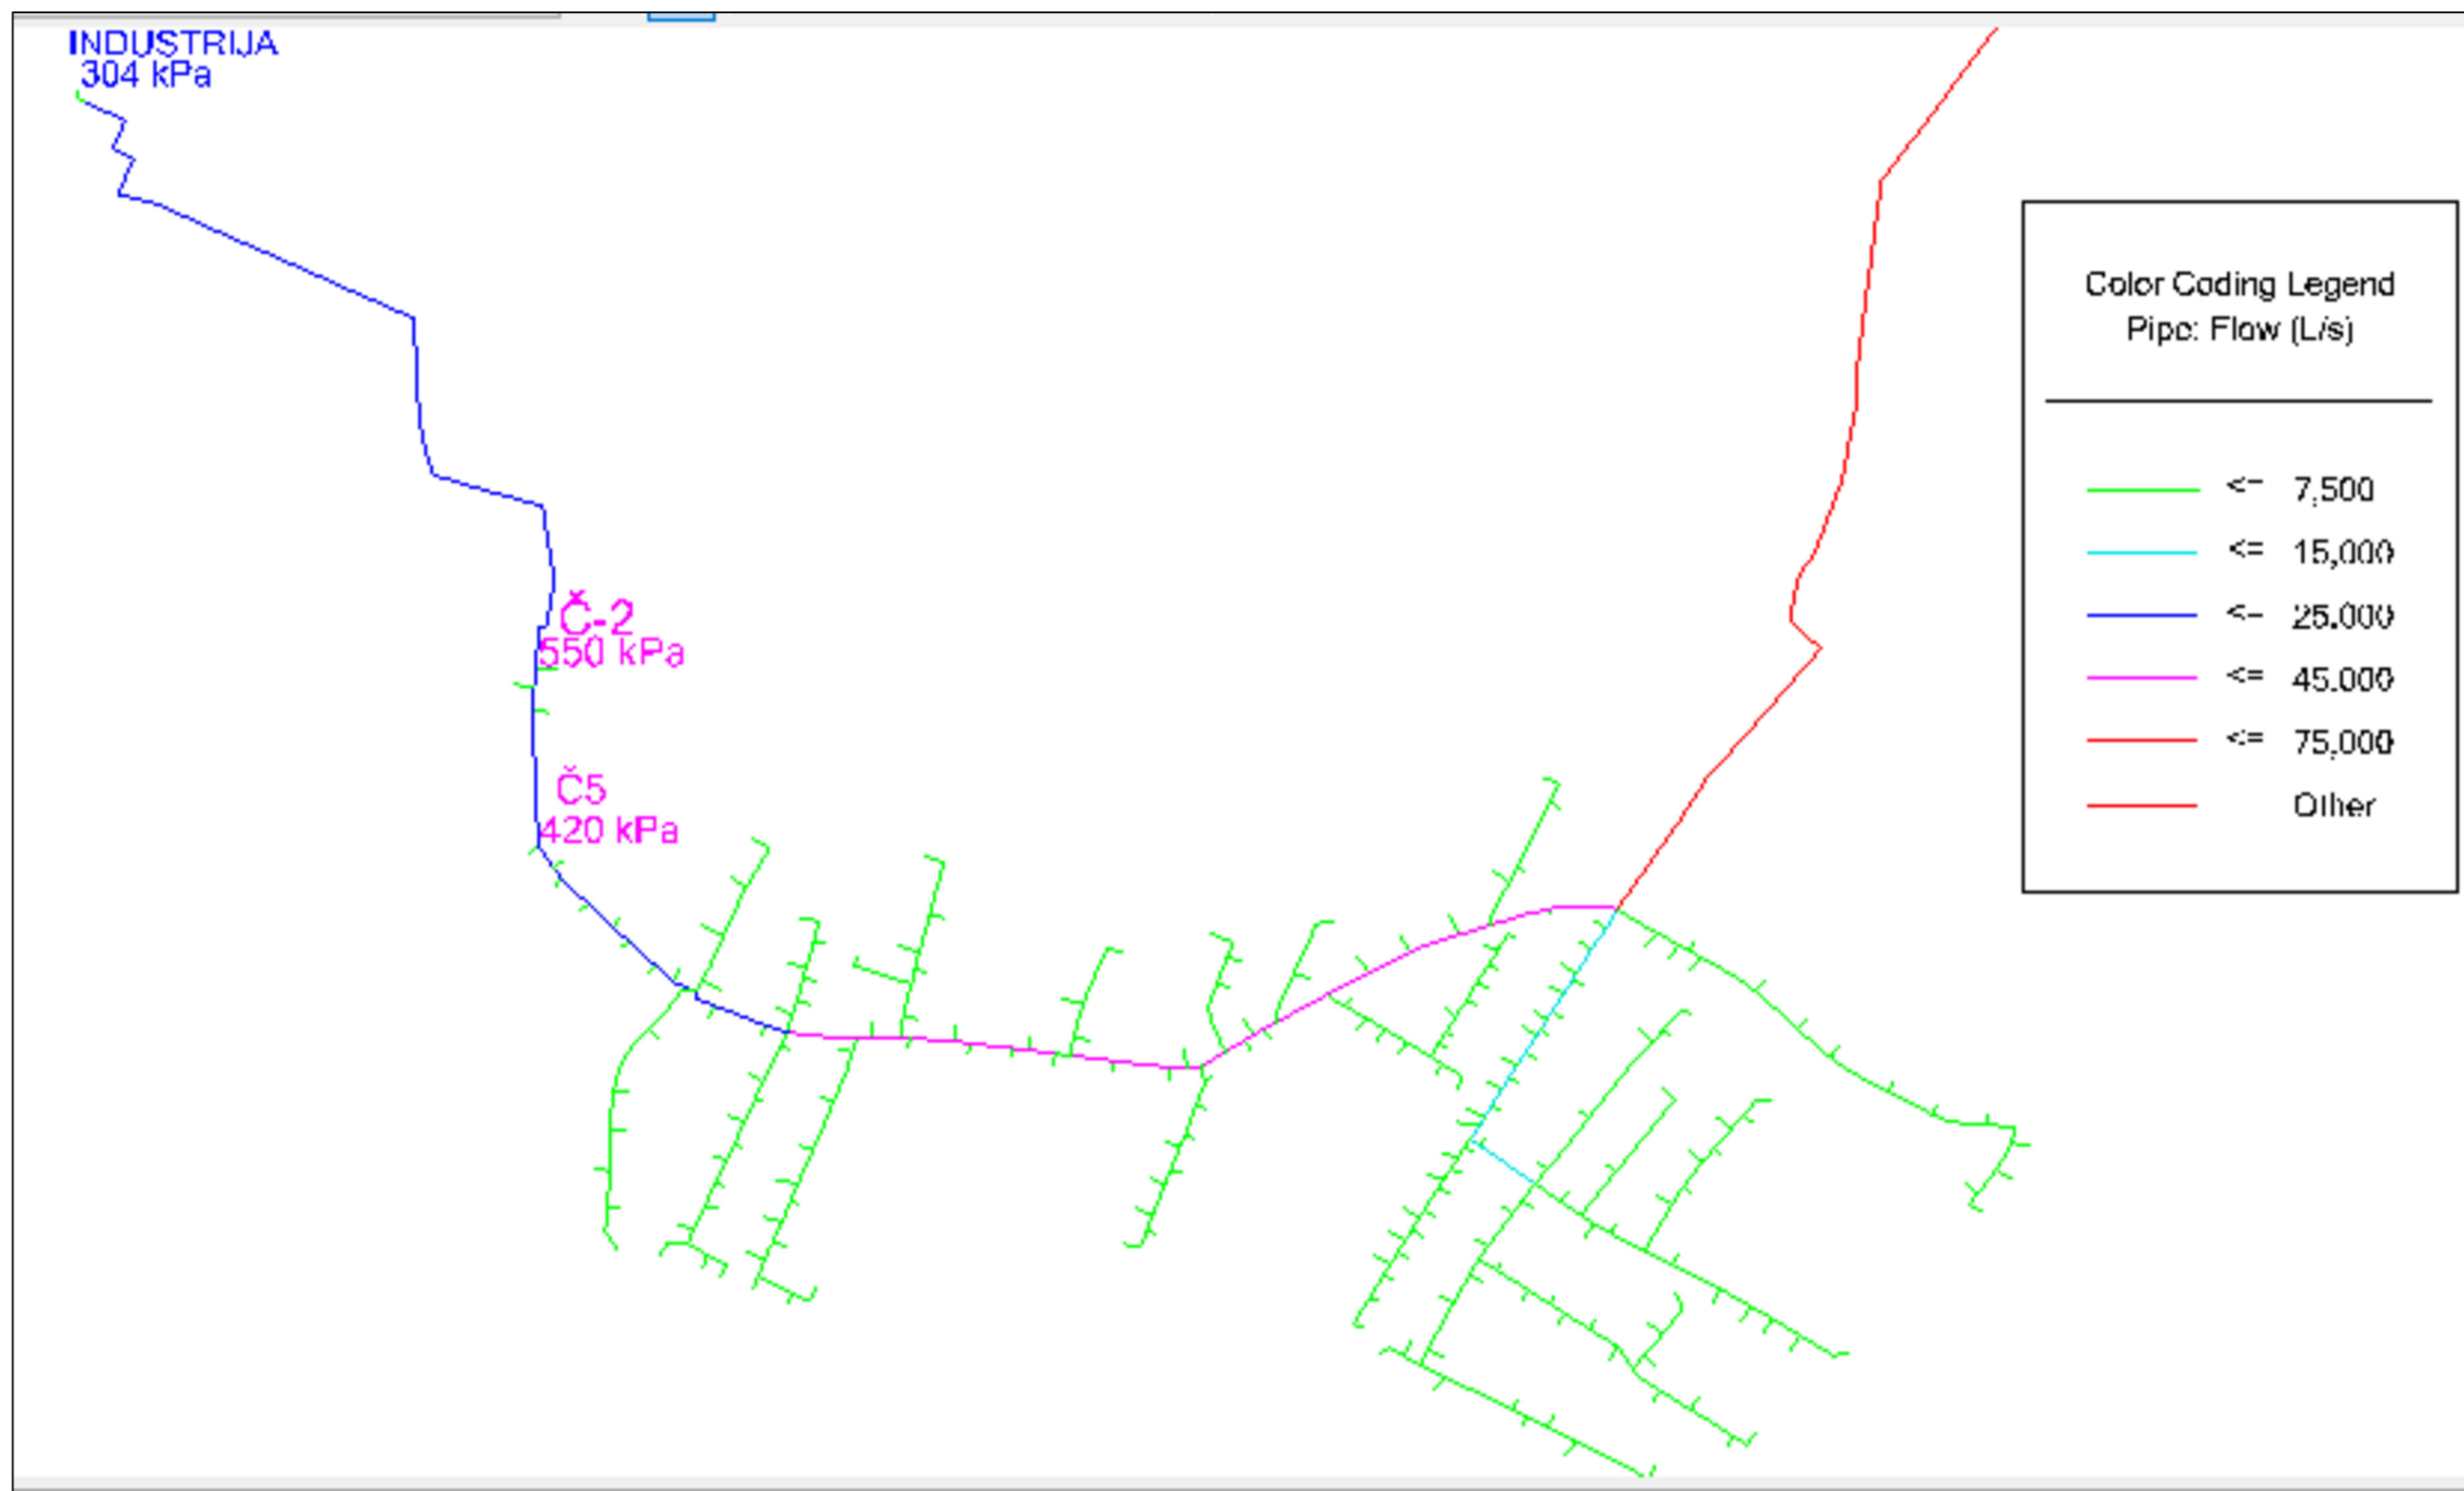 INDUSTRIJA
304 kPa
Č-2
550 kPa
Č5
420 kPa
Color Coding Legend
Pipe: Flow (L/s)
<= 7,500
<= 15,000
<= 25,000
<= 45,000
<= 75,000
Other